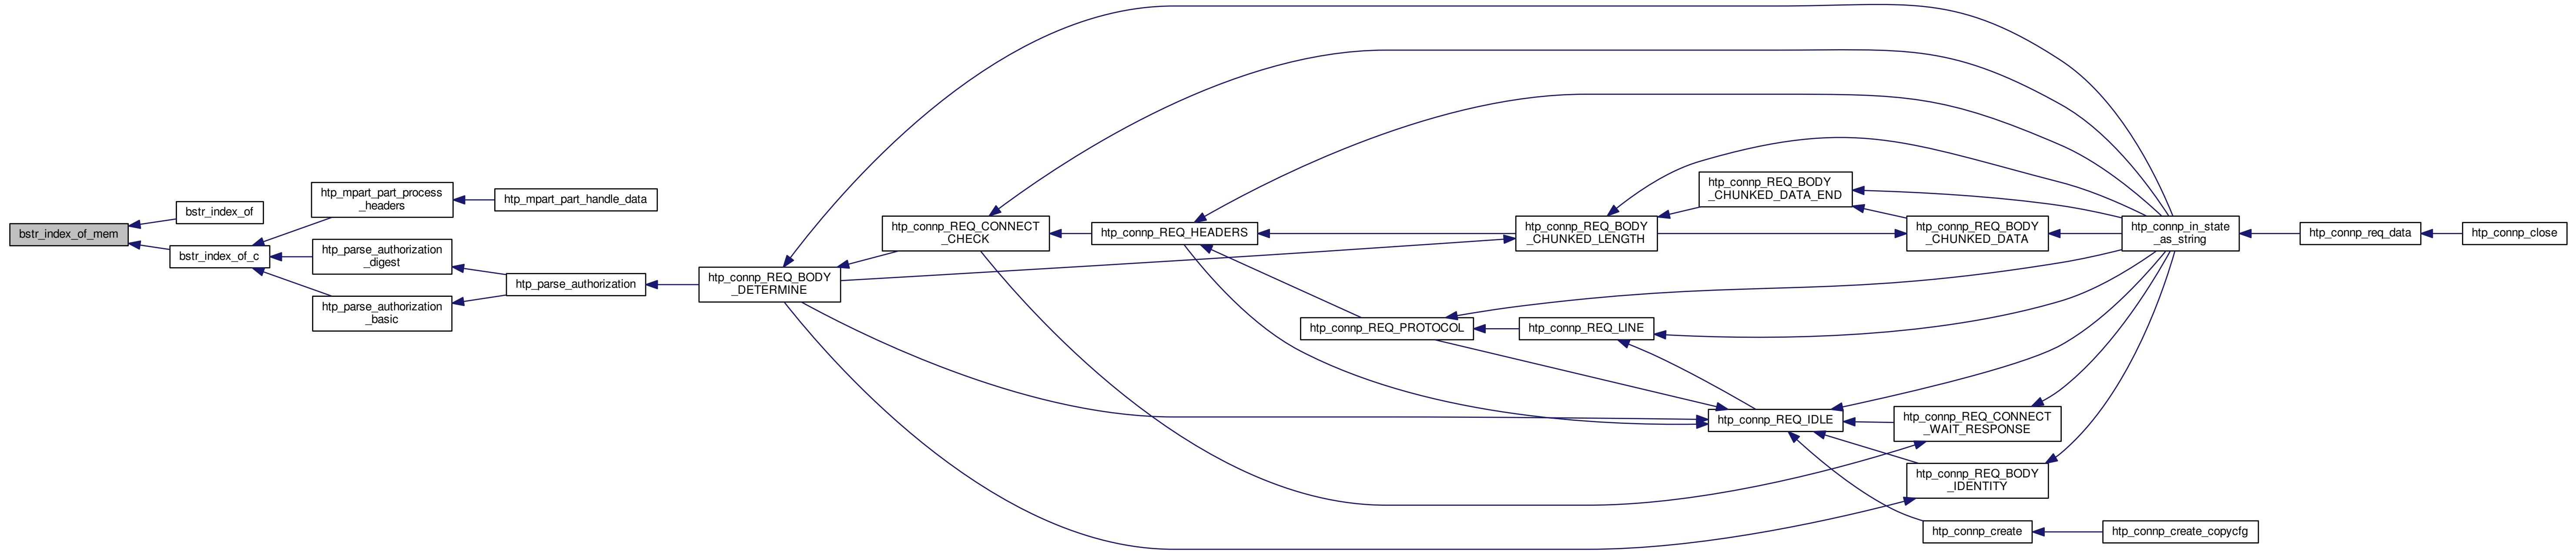 bstr_index_of_mem
bstr_index_of
bstr_index_of_c
htp_mpart_part_process
_headers
htp_parse_authorization
_digest
htp_parse_authorization
_basic
htp_mpart_part_handle_data
htp_parse_authorization
htp_connp_REQ_BODY
_DETERMINE
htp_connp_REQ_CONNECT
_CHECK
htp_connp_REQ_HEADERS
htp_connp_REQ_PROTOCOL
htp_connp_REQ_BODY
_CHUNKED_LENGTH
htp_connp_REQ_LINE
htp_connp_REQ_BODY
_CHUNKED_DATA_END
htp_connp_REQ_IDLE
htp_connp_REQ_BODY
_CHUNKED_DATA
htp_connp_REQ_CONNECT
_WAIT_RESPONSE
htp_connp_REQ_BODY
_IDENTITY
htp_connp_create
htp_connp_in_state
_as_string
htp_connp_create_copycfg
htp_connp_req_data
htp_connp_close